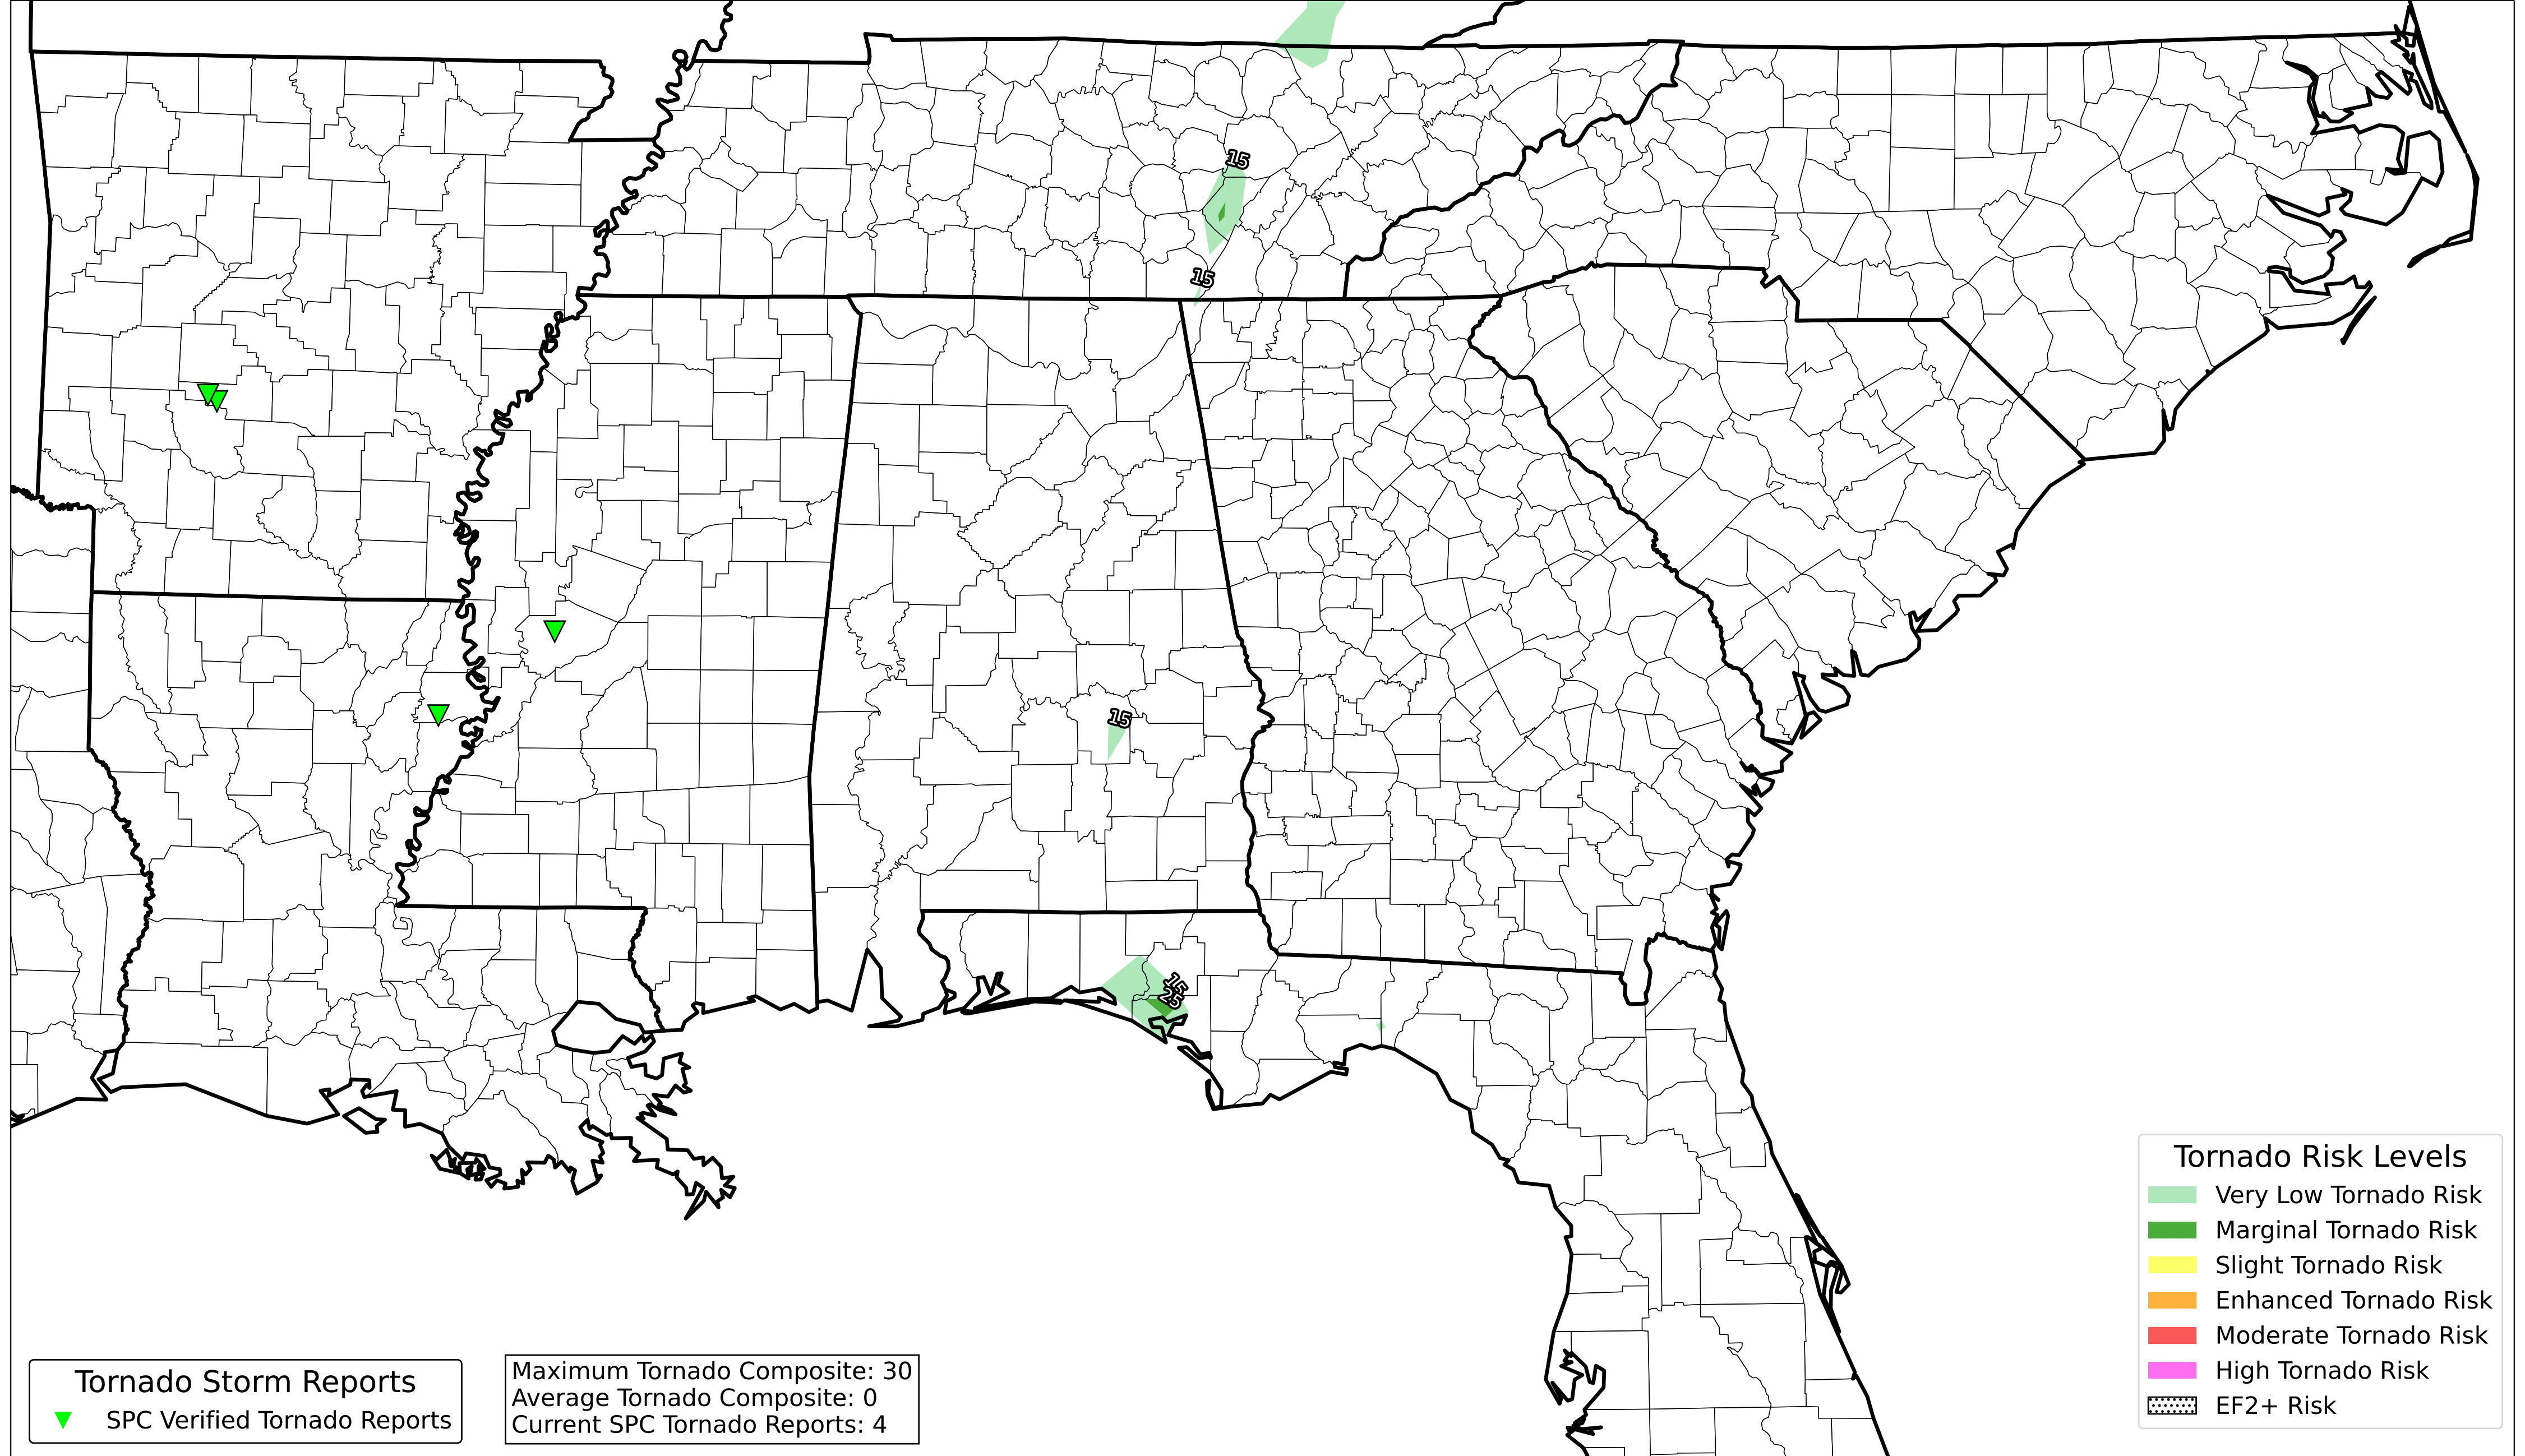 15
15
15
15
25
Tornado Storm Reports
SPC Verified Tornado Reports
Maximum Tornado Composite: 30
Average Tornado Composite: 0
Current SPC Tornado Reports: 4
Tornado Risk Levels
Very Low Tornado Risk
Marginal Tornado Risk
Slight Tornado Risk
Enhanced Tornado Risk
Moderate Tornado Risk
High Tornado Risk
EF2+ Risk